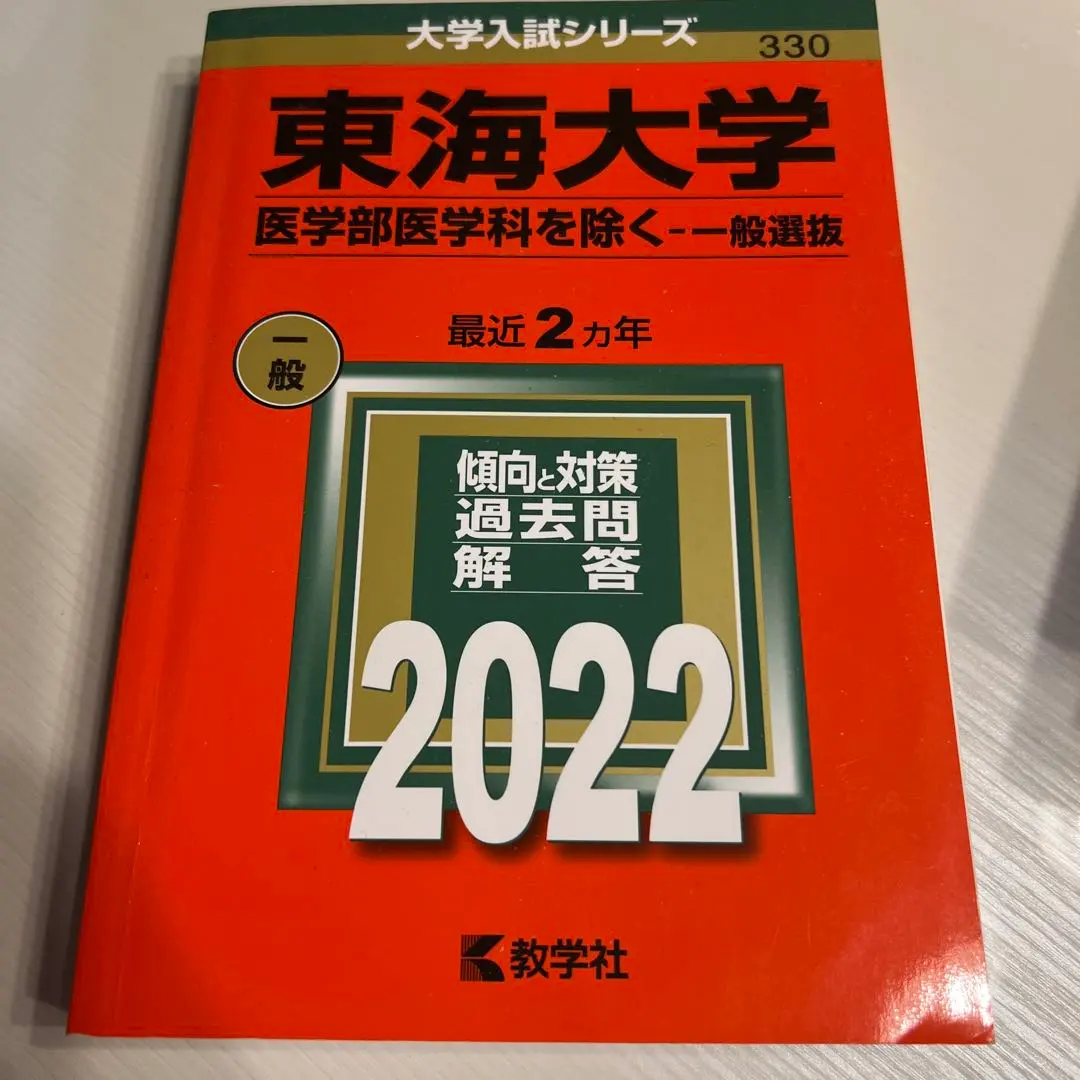 大学入試シリーズ
330
東海大学
医学部医学科を除く-一般選抜
最近2カ年
一般
傾向と対策
過去問
解答
2022
教学社